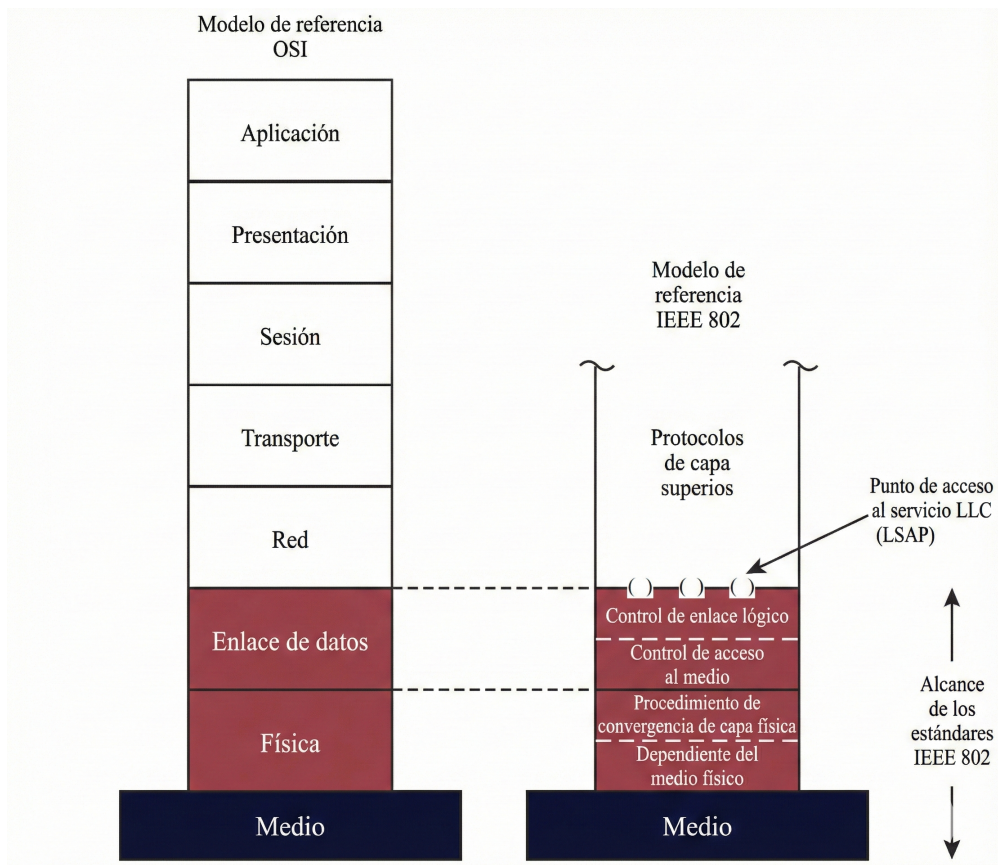 Modelo de referencia
OSI
Aplicación
Presentación
Sesión
Transporte
Red
Enlace de datos
Física
Medio
Modelo de
referencia
IEEE 802
Protocolos
de capa
superios
Punto de acceso
al servicio LLC
(LSAP)
Control de enlace lógico
Control de acceso
al medio
Procedimiento de
convergencia de capa física
Dependiente del
medio físico
Medio
Alcance
de los
estándares
IEEE 802